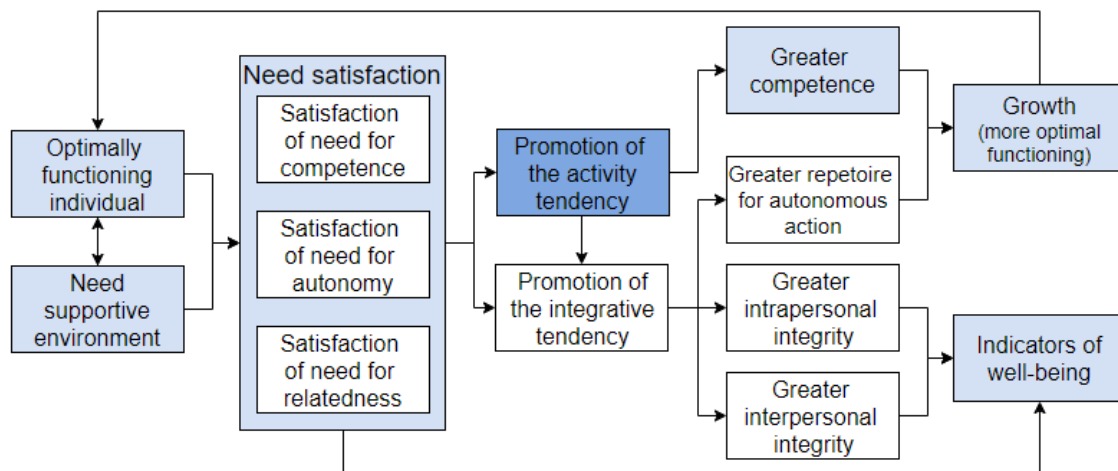 Optimally
functioning
individual
Need
supportive
environment
Need satisfaction
Satisfaction
of need for
competence
Satisfaction
of need for
autonomy
Satisfaction
of need for
relatedness
Promotion of
the activity
tendency
Promotion of
the integrative
tendency
Greater
competence
Greater repetoire
for autonomous
action
Greater
intrapersonal
integrity
Greater
interpersonal
integrity
Growth
(more optimal
functioning)
Indicators of
well-being